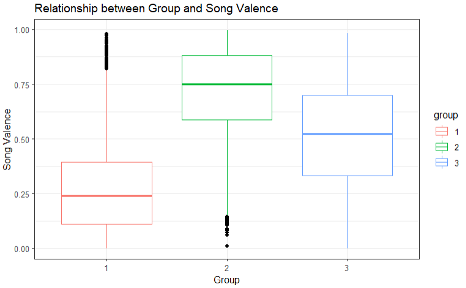 Relationship between Group and Song Valence
1.00
0.75
0.50
0.25
0.00
Song Valence
1
2
3
Group
group
1
2
3